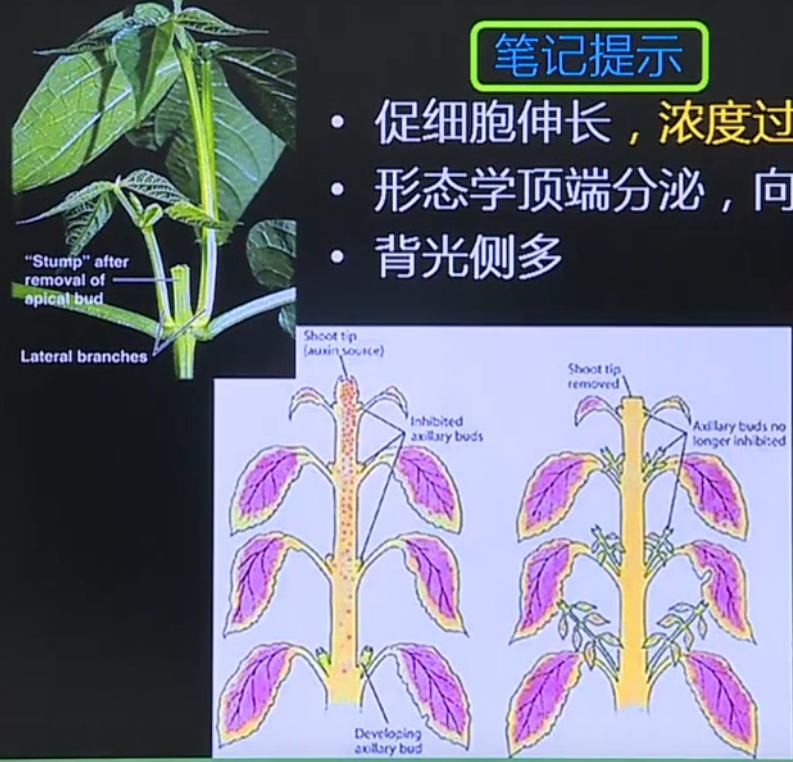 笔记提示
• 促细胞伸长，浓度过
• 形态学顶端分泌，向
• 背光侧多
"Stump" after
removal of
apical bud
Lateral branches
Shoot tip
(auxin source)
Inhibited
axillary buds
Developing
axillary bud
Shoot tip
removed
Axillary buds no
longer inhibited